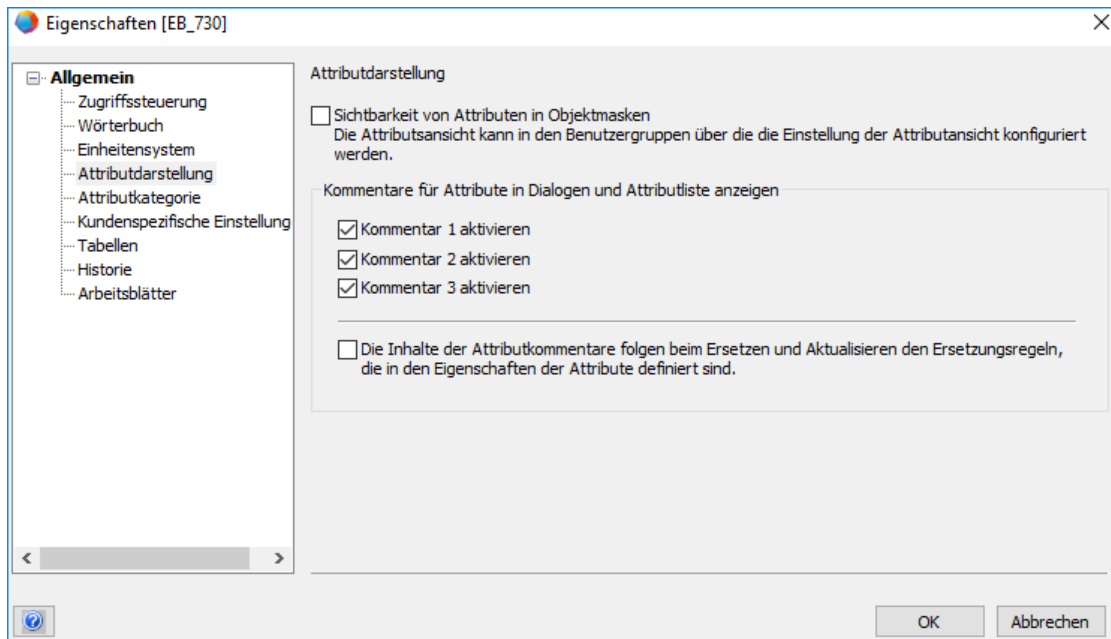 Eigenschaften [EB_730]
Allgemein
Zugriffssteuerung
Wörterbuch
Einheitensystem
Attributdarstellung
Attributkategorie
Kundenspezifische Einstellung
Tabellen
Historie
Arbeitsblätter
Attributdarstellung
Sichtbarkeit von Attributen in Objektmasken
Die Attributsansicht kann in den Benutzergruppen über die die Einstellung der Attributansicht konfiguriert
werden.
Kommentare für Attribute in Dialogen und Attributliste anzeigen
Kommentar 1 aktivieren
Kommentar 2 aktivieren
Kommentar 3 aktivieren
Die Inhalte der Attributkommentare folgen beim Ersetzen und Aktualisieren den Ersetzungsregeln,
die in den Eigenschaften der Attribute definiert sind.
OK
Abbrechen